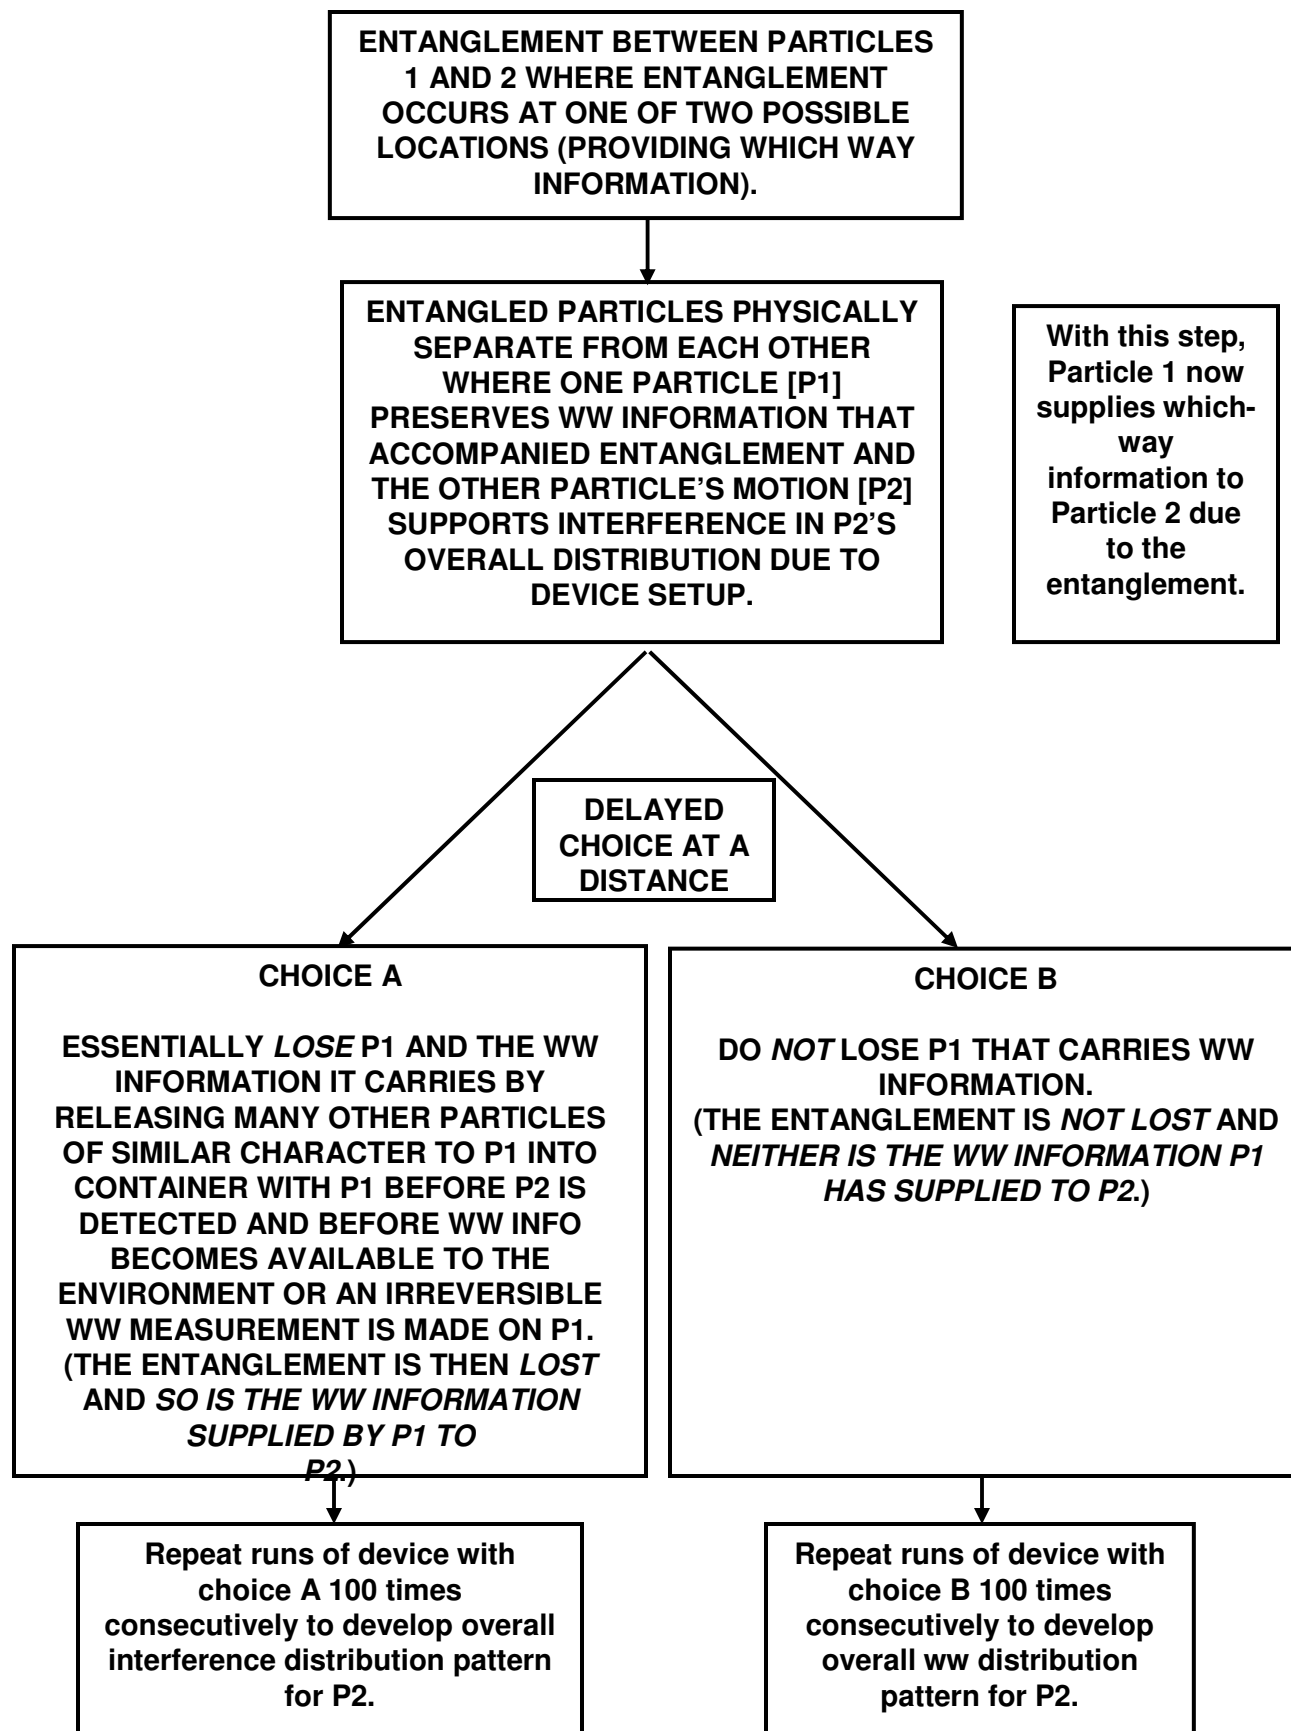 ENTANGLEMENT BETWEEN PARTICLES
1 AND 2 WHERE ENTANGLEMENT
OCCURS AT ONE OF TWO POSSIBLE
LOCATIONS (PROVIDING WHICH WAY
INFORMATION).
ENTANGLED PARTICLES PHYSICALLY
SEPARATE FROM EACH OTHER
WHERE ONE PARTICLE [P1]
PRESERVES WW INFORMATION THAT
ACCOMPANIED ENTANGLEMENT AND
THE OTHER PARTICLE’S MOTION [P2]
SUPPORTS INTERFERENCE IN P2’S
OVERALL DISTRIBUTION DUE TO
DEVICE SETUP.
With this step,
Particle 1 now
supplies which-
way
information to
Particle 2 due
to the
entanglement.
DELAYED
CHOICE AT A
DISTANCE
CHOICE A
ESSENTIALLY LOSE P1 AND THE WW
INFORMATION IT CARRIES BY
RELEASING MANY OTHER PARTICLES
OF SIMILAR CHARACTER TO P1 INTO
CONTAINER WITH P1 BEFORE P2 IS
DETECTED AND BEFORE WW INFO
BECOMES AVAILABLE TO THE
ENVIRONMENT OR AN IRREVERSIBLE
WW MEASUREMENT IS MADE ON P1.
(THE ENTANGLEMENT IS THEN LOST
AND SO IS THE WW INFORMATION
SUPPLIED BY P1 TO
P2.)
CHOICE B
DO NOT LOSE P1 THAT CARRIES WW
INFORMATION.
(THE ENTANGLEMENT IS NOT LOST AND
NEITHER IS THE WW INFORMATION P1
HAS SUPPLIED TO P2.)
Repeat runs of device with
choice A 100 times
consecutively to develop overall
interference distribution pattern
for P2.
Repeat runs of device with
choice B 100 times
consecutively to develop
overall ww distribution
pattern for P2.